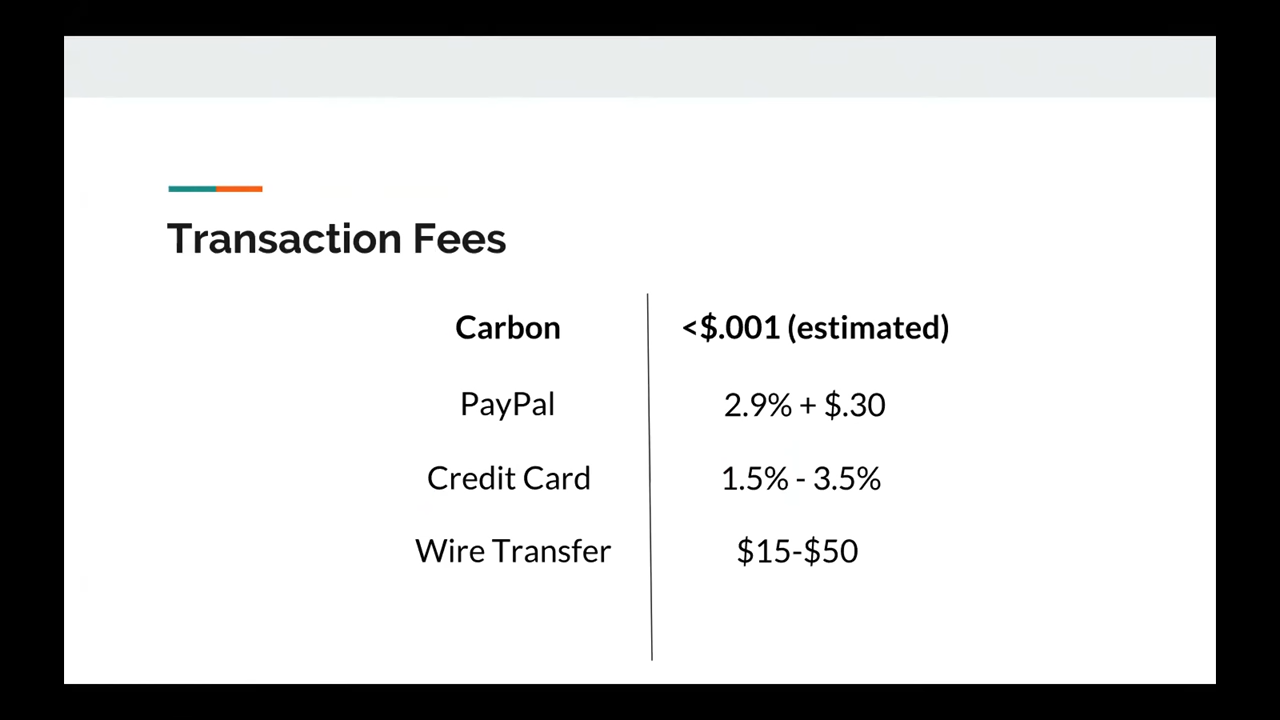 Transaction Fees
Carbon <$.001 (estimated)
PayPal 2.9% + $.30
Credit Card 1.5% - 3.5%
Wire Transfer $15-$50